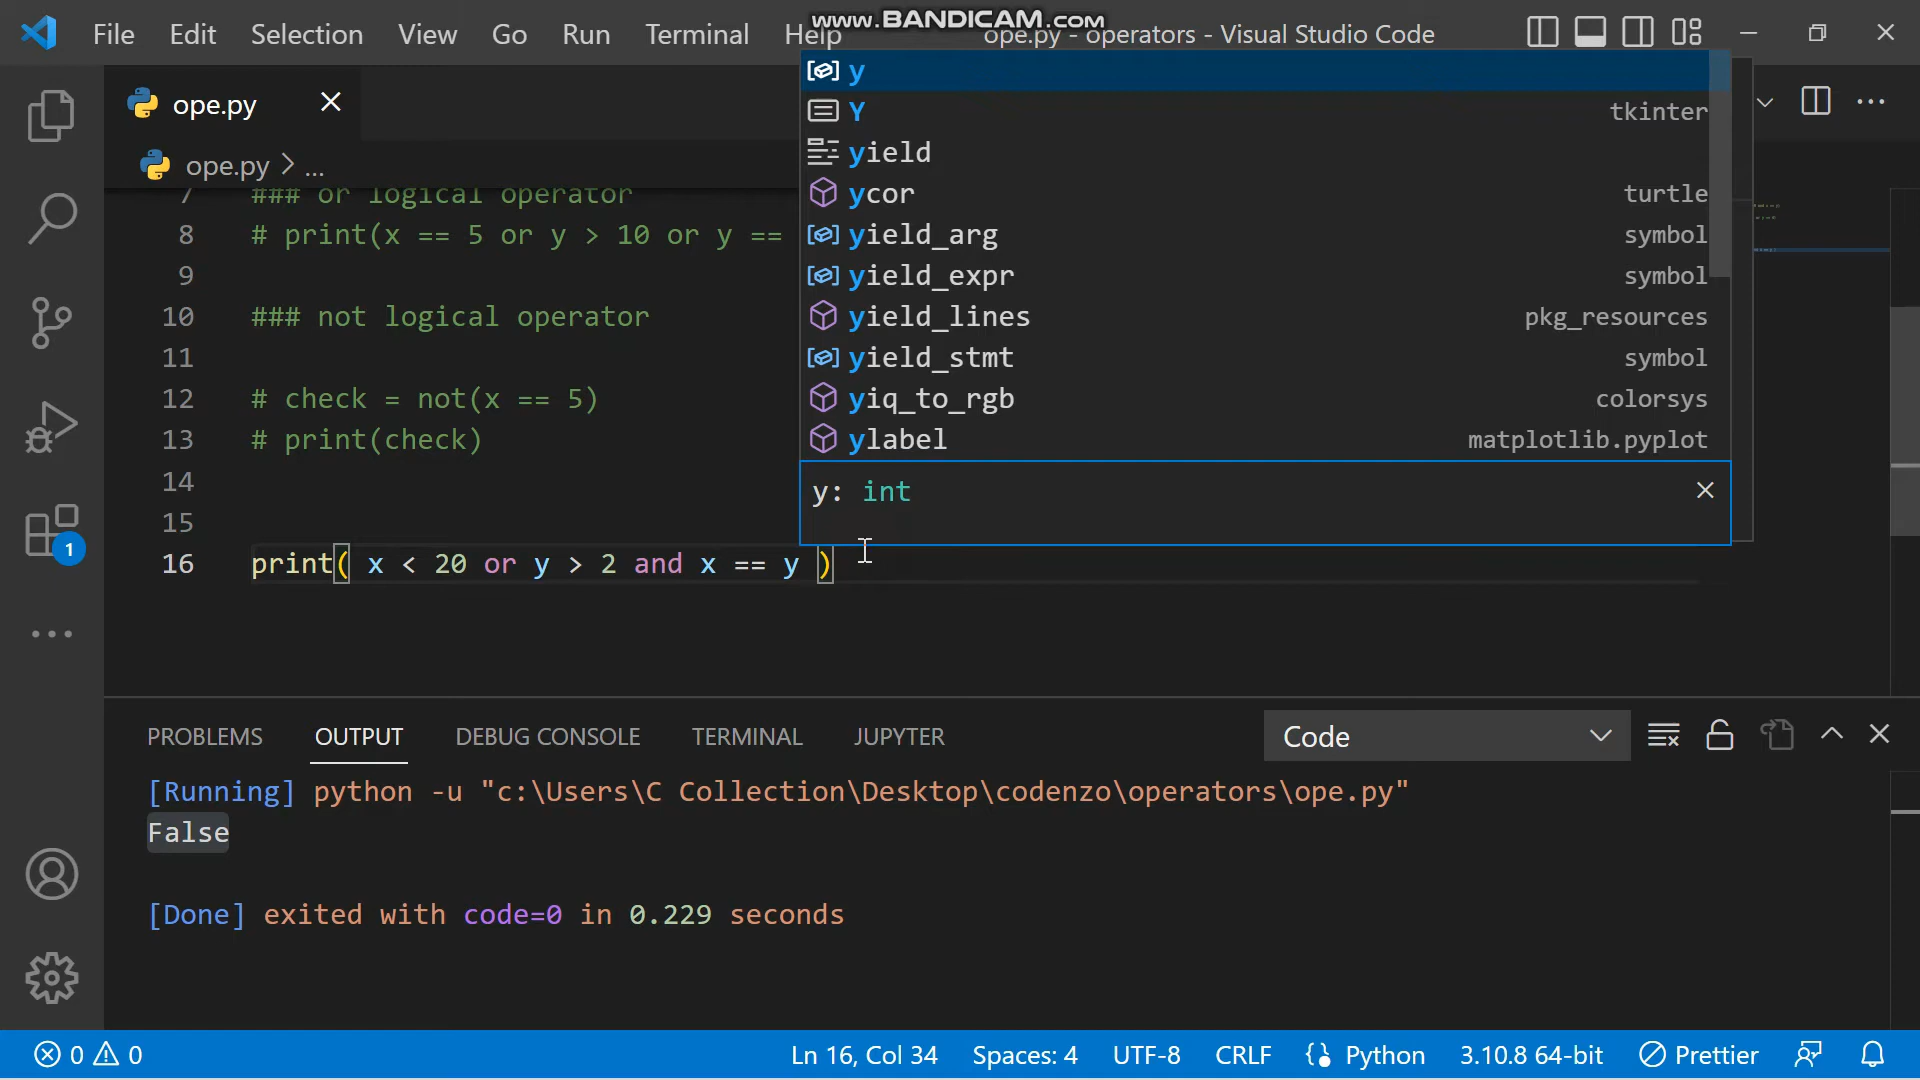 www.BANDICAM.com
File Edit Selection View Go Run Terminal Help ope.py - operators - Visual Studio Code
ope.py
ope.py > ...
7 ### or logical operator
8 # print(x == 5 or y > 10 or y ==
9
10 ### not logical operator
11
12 # check = not(x == 5)
13 # print(check)
14
15
16 print( x < 20 or y > 2 and x == y )
y
Y tkinter
yield
ycor turtle
yield_arg symbol
yield_expr symbol
yield_lines pkg_resources
yield_stmt symbol
yiq_to_rgb colorsys
ylabel matplotlib.pyplot
y: int
1
PROBLEMS OUTPUT DEBUG CONSOLE TERMINAL JUPYTER Code
[Running] python -u "c:\Users\C Collection\Desktop\codenzo\operators\ope.py"
False
[Done] exited with code=0 in 0.229 seconds
0 0 Ln 16, Col 34 Spaces: 4 UTF-8 CRLF Python 3.10.8 64-bit Prettier